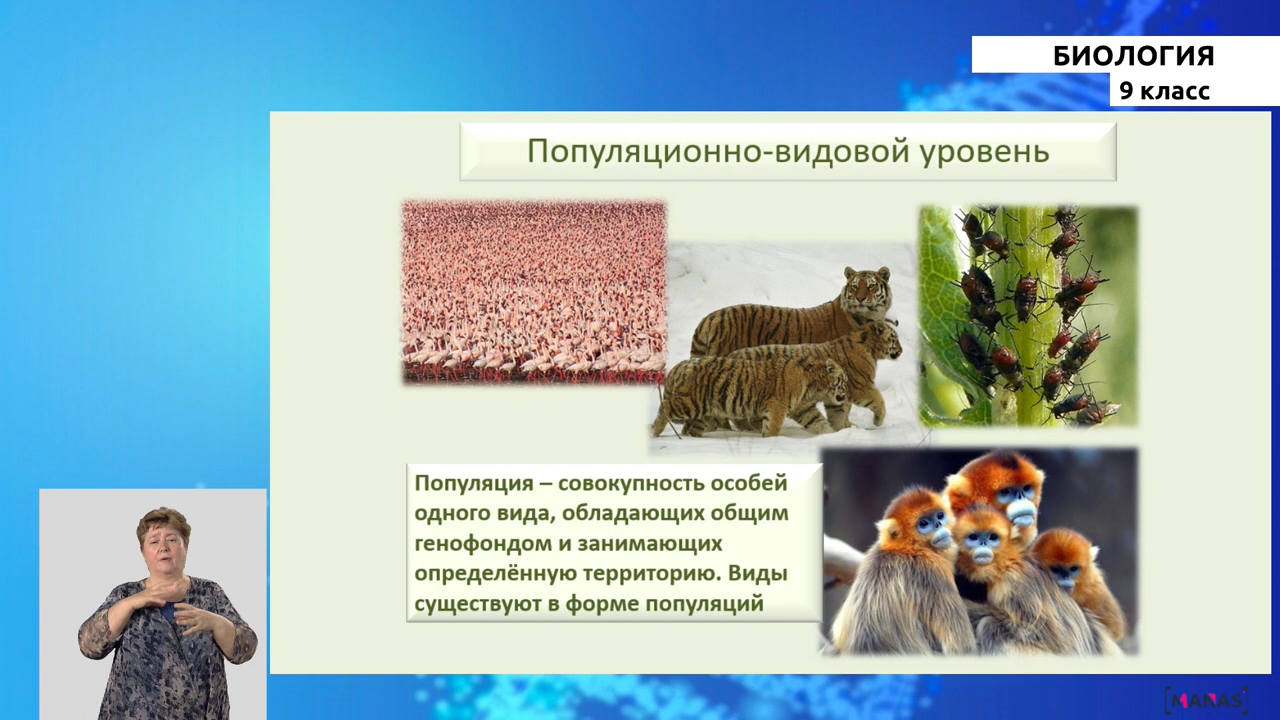 БИОЛОГИЯ
9 класс
Популяционно-видовой уровень
Популяция – совокупность особей
одного вида, обладающих общим
генофондом и занимающих
определённую территорию. Виды
существуют в форме популяций
MANAS